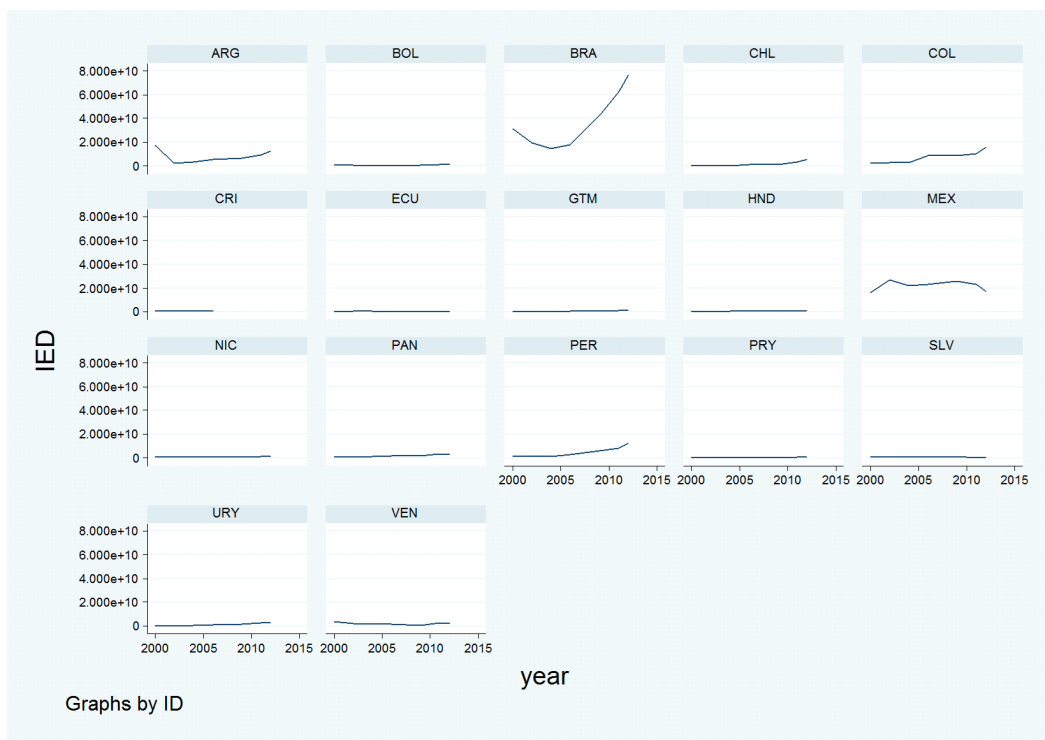 ARG BOL BRA CHL COL
8.000e+10
6.000e+10
4.000e+10
2.000e+10
0
CRI ECU GTM HND MEX
8.000e+10
6.000e+10
4.000e+10
2.000e+10
0
IED
NIC PAN PER PRY SLV
8.000e+10
6.000e+10
4.000e+10
2.000e+10
0
2000 2005 2010 2015 2000 2005 2010 2015 2000 2005 2010 2015
URY VEN
8.000e+10
6.000e+10
4.000e+10
2.000e+10
0
2000 2005 2010 2015 2000 2005 2010 2015
year
Graphs by ID